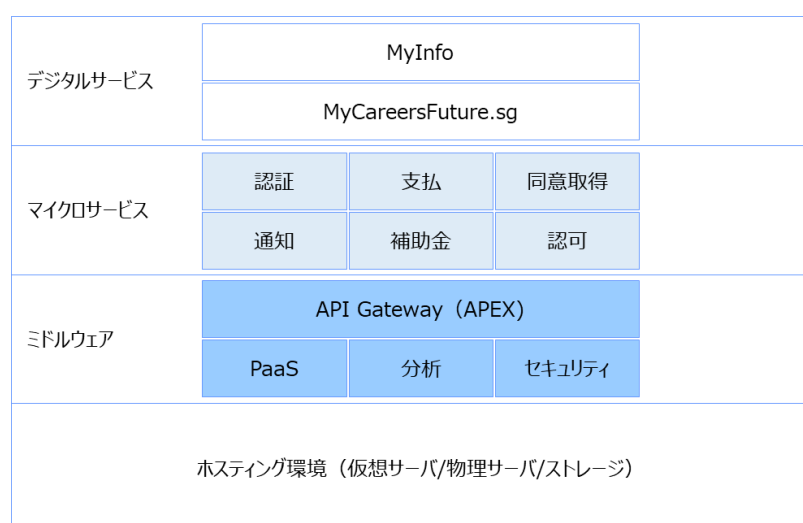 デジタルサービス
MyInfo
MyCareersFuture.sg
マイクロサービス
認証
支払
同意取得
通知
補助金
認可
ミドルウェア
API Gateway（APEX)
PaaS
分析
セキュリティ
ホスティング環境（仮想サーバ/物理サーバ/ストレージ）